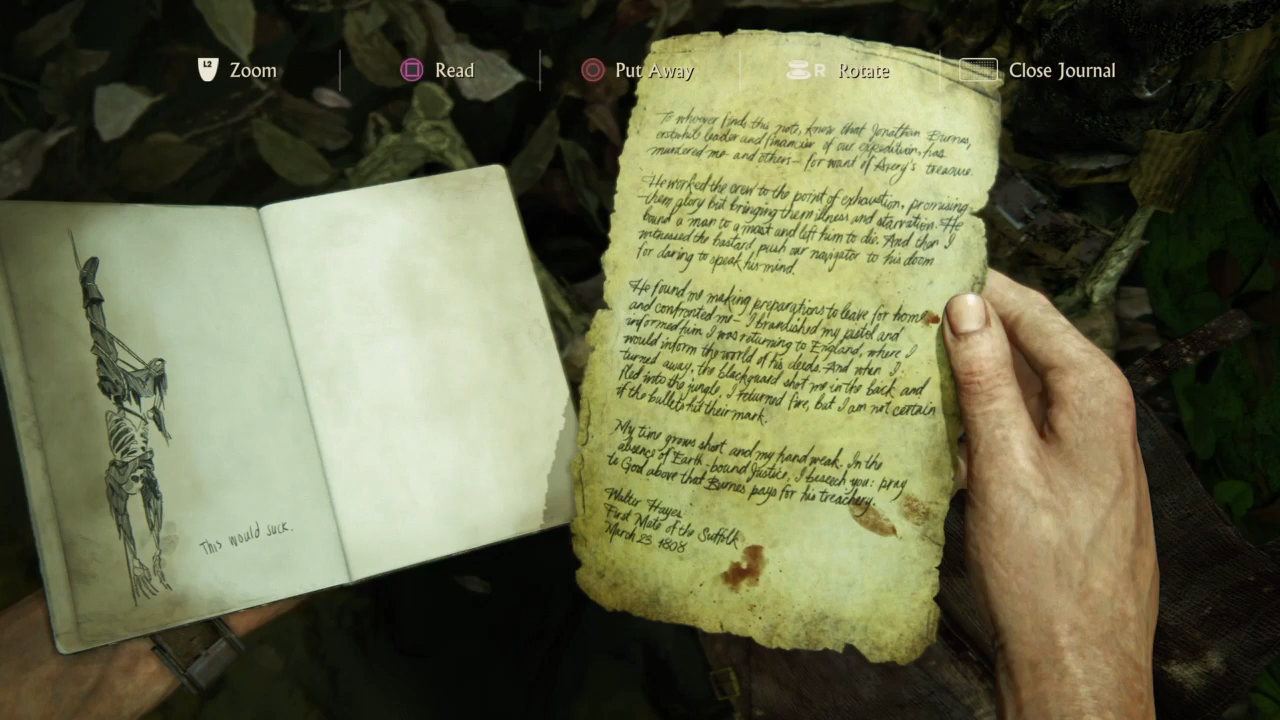 L2 Zoom
Read
Put Away
R Rotate
Close Journal
This would suck.
To whoever finds this note, know that Jonathan Burnes,
erstwhile leader and financier of our expedition, has
murdered me and others – for want of Avery's treasure.
He worked the crew to the point of exhaustion, promising
them glory but bringing them illness and starvation. He
bound a man to a mast and left him to die. And then I
witnessed the bastard push our navigator to his doom
for daring to speak his mind.
He found me making preparations to leave for home
and confronted me – I brandished my pistol and
informed him I was returning to England, where I
would inform the world of his deeds. And when I
turned away, the blackguard shot me in the back and
fled into the jungle. I returned fire, but I am not certain
if the bullets hit their mark.
My time grows short and my hand weak. In the
absence of Earth-bound Justice, I beseech you: pray
to God above that Burnes pays for his treachery.
Walter Hayes
First Mate of the Suffolk
March 23 1808